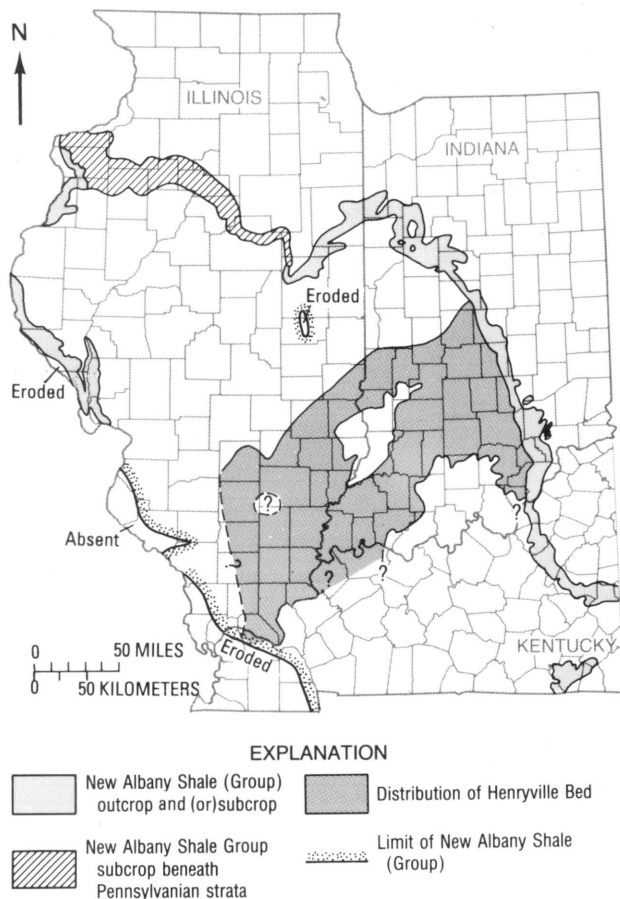 N
ILLINOIS
INDIANA
Eroded
Eroded
?
Absent
?
?
?
?
Eroded
KENTUCKY
0 50 MILES
0 50 KILOMETERS
EXPLANATION
New Albany Shale (Group)
outcrop and (or)subcrop
Distribution of Henryville Bed
New Albany Shale Group
subcrop beneath
Pennsylvanian strata
Limit of New Albany Shale
(Group)